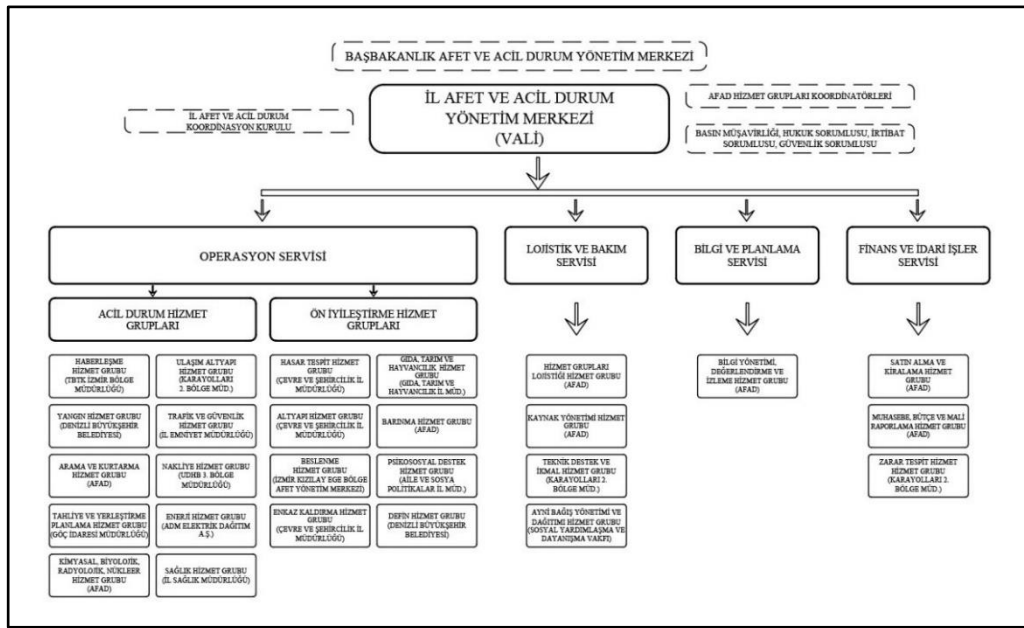 BAŞBAKANLIK AFET VE ACİL DURUM YÖNETİM MERKEZİ
İL AFET VE ACİL DURUM
YÖNETİM MERKEZİ
(VALİ)
İL AFET VE ACİL DURUM
KOORDİNASYON KURULU
AFAD HİZMET GRUPLARI KOORDİNATÖRLERİ
BASIN MÜŞAVİRLİĞİ, HUKUK SORUMLUSU, İRTİBAT
SORUMLUSU, GÜVENLİK SORUMLUSU
OPERASYON SERVİSİ
LOJİSTİK VE BAKIM
SERVİSİ
BİLGİ VE PLANLAMA
SERVİSİ
FİNANS VE İDARİ İŞLER
SERVİSİ
ACİL DURUM HİZMET
GRUPLARI
ÖN İYİLEŞTİRME HİZMET
GRUPLARI
HABERLEŞME
HİZMET GRUBU
(TBTK İZMİR BÖLGE
MÜDÜRLÜĞÜ)
ULAŞIM ALTYAPI
HİZMET GRUBU
(KARAYOLLARI
2. BÖLGE MÜD.)
YANGIN HİZMET GRUBU
(DENİZLİ BÜYÜKŞEHİR
BELEDİYESİ)
TRAFİK VE GÜVENLİK
HİZMET GRUBU
(İL EMNİYET MÜDÜRLÜĞÜ)
ARAMA VE KURTARMA
HİZMET GRUBU
(AFAD)
NAKLİYE HİZMET GRUBU
(UDHB 3. BÖLGE
MÜDÜRLÜĞÜ)
TAHLİYE VE YERLEŞTİRME
PLANLAMA HİZMET GRUBU
(GÖÇ İDARESİ MÜDÜRLÜĞÜ)
ENERJİ HİZMET GRUBU
(ADM ELEKTRİK DAĞITIM
A.Ş.)
KİMYASAL, BİYOLOJİK,
RADYOLOJİK, NÜKLEER
HİZMET GRUBU
(AFAD)
SAĞLIK HİZMET GRUBU
(İL SAĞLIK MÜDÜRLÜĞÜ)
HASAR TESPİT HİZMET
GRUBU
(ÇEVRE VE ŞEHİRCİLİK İL
MÜDÜRLÜĞÜ)
GIDA, TARIM VE
HAYVANCILIK HİZMET
GRUBU
(GIDA, TARIM VE
HAYVANCILIK İL MÜD.)
ALTYAPI HİZMET GRUBU
(ÇEVRE VE ŞEHİRCİLİK İL
MÜDÜRLÜĞÜ)
BARINMA HİZMET GRUBU
(AFAD)
BESLENME
HİZMET GRUBU
(İZMİR KIZILAY EGE BÖLGE
AFET YÖNETİM MERKEZİ)
PSİKOSOSYAL DESTEK
HİZMET GRUBU
(AİLE VE SOSYA
POLİTİKALAR İL MÜD.)
ENKAZ KALDIRMA HİZMET
GRUBU
(ÇEVRE VE ŞEHİRCİLİK İL
MÜDÜRLÜĞÜ)
DEFİN HİZMET GRUBU
(DENİZLİ BÜYÜKŞEHİR
BELEDİYESİ)
HİZMET GRUPLARI
LOJİSTİĞİ HİZMET GRUBU
(AFAD)
KAYNAK YÖNETİMİ HİZMET
GRUBU
(AFAD)
TEKNİK DESTEK VE
İKMAL HİZMET GRUBU
(KARAYOLLARI 2.
BÖLGE MÜD.)
AYNİ BAĞIŞ YÖNETİMİ VE
DAĞITIMI HİZMET GRUBU
(SOSYAL YARDIMLAŞMA VE
DAYANIŞMA VAKFI)
BİLGİ YÖNETİMİ,
DEĞERLENDİRME VE
İZLEME HİZMET GRUBU
(AFAD)
SATIN ALMA VE
KİRALAMA HİZMET
GRUBU
(AFAD)
MUHASEBE, BÜTÇE VE MALİ
RAPORLAMA HİZMET GRUBU
(AFAD)
ZARAR TESPİT HİZMET
HİZMET GRUBU
(KARAYOLLARI 2.
BÖLGE MÜD.)